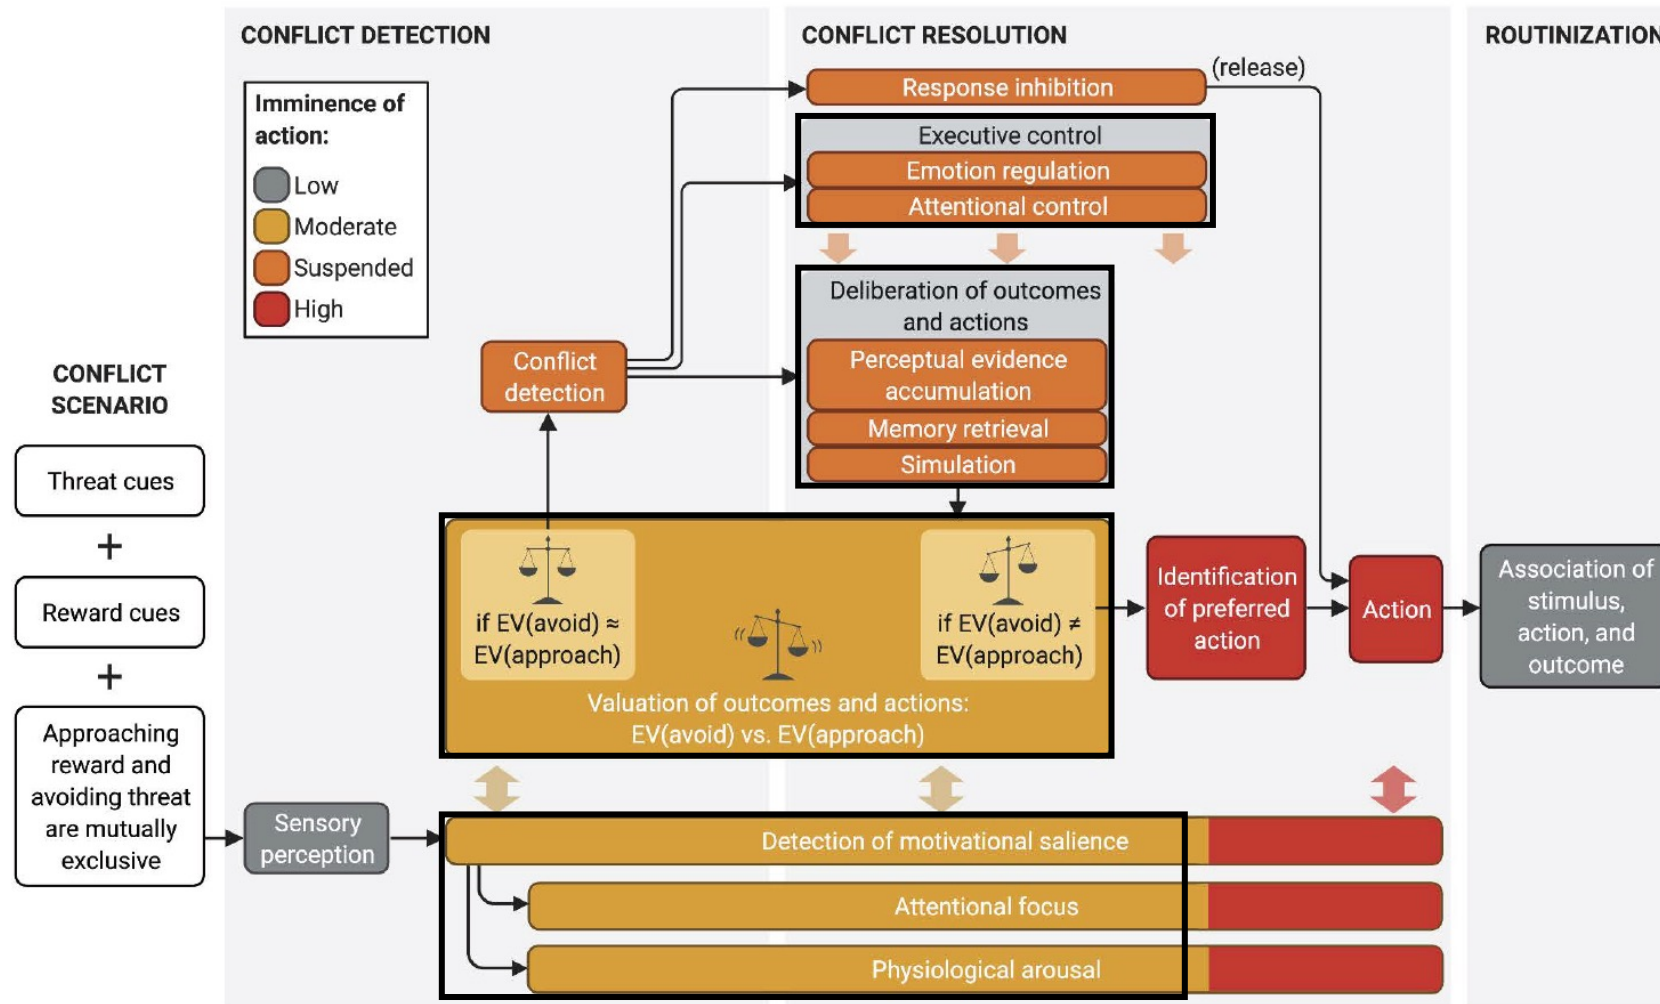 CONFLICT DETECTION
CONFLICT RESOLUTION
ROUTINIZATION
Imminence of
action:
Low
Moderate
Suspended
High
CONFLICT
SCENARIO
Threat cues
+
Reward cues
+
Approaching
reward and
avoiding threat
are mutually
exclusive
Sensory
perception
Conflict
detection
Response inhibition
(release)
Executive control
Emotion regulation
Attentional control
Deliberation of outcomes
and actions
Perceptual evidence
accumulation
Memory retrieval
Simulation
if EV(avoid) ≈
EV(approach)
if EV(avoid) ≠
EV(approach)
Valuation of outcomes and actions:
EV(avoid) vs. EV(approach)
Identification
of preferred
action
Action
Association of
stimulus,
action, and
outcome
Detection of motivational salience
Attentional focus
Physiological arousal